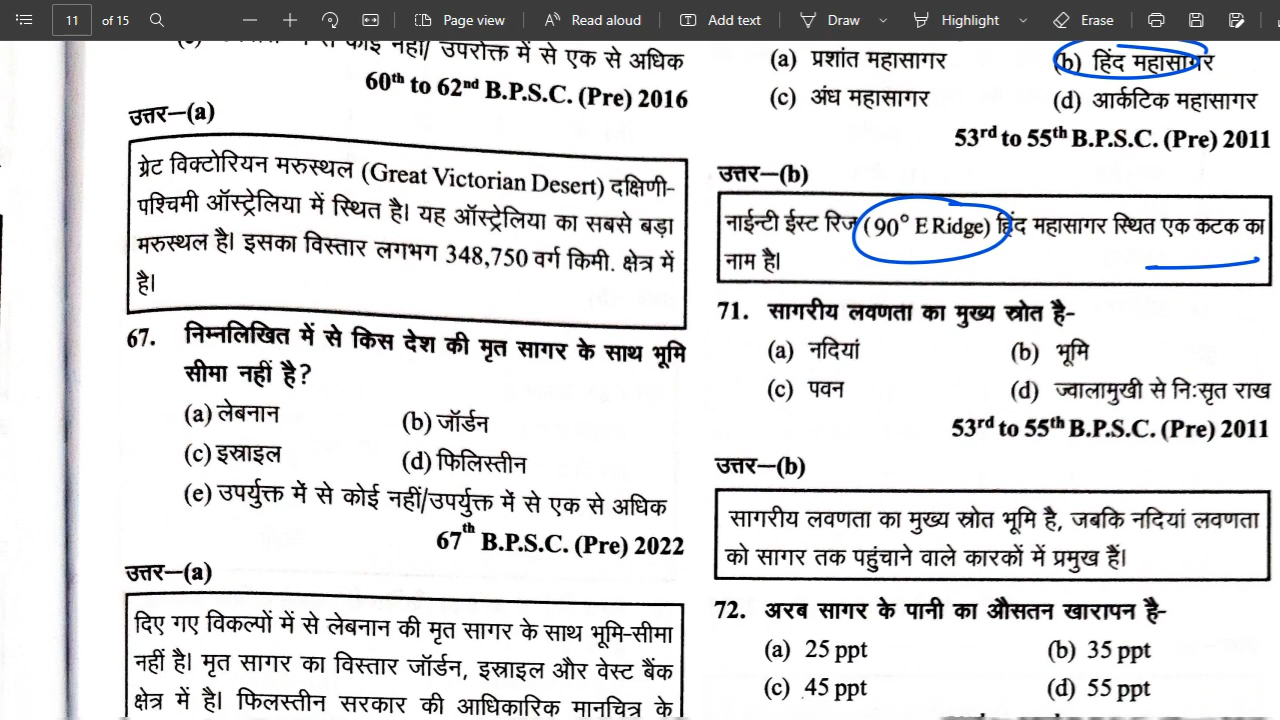 11 of 15
Page view
Read aloud
Add text
Draw
Highlight
Erase
से कोई नहीं/ उपरोक्त में से एक से अधिक
60th to 62nd B.P.S.C. (Pre) 2016
उत्तर—(a)
ग्रेट विक्टोरियन मरुस्थल (Great Victorian Desert) दक्षिणी-
पश्चिमी ऑस्ट्रेलिया में स्थित है। यह ऑस्ट्रेलिया का सबसे बड़ा
मरुस्थल है। इसका विस्तार लगभग 348,750 वर्ग किमी. क्षेत्र में
है।
67. निम्नलिखित में से किस देश की मृत सागर के साथ भूमि
सीमा नहीं है?
(a) लेबनान (b) जॉर्डन
(c) इस्राइल (d) फिलिस्तीन
(e) उपर्युक्त में से कोई नहीं/उपर्युक्त में से एक से अधिक
67th B.P.S.C. (Pre) 2022
उत्तर—(a)
दिए गए विकल्पों में से लेबनान की मृत सागर के साथ भूमि-सीमा
नहीं है। मृत सागर का विस्तार जॉर्डन, इस्राइल और वेस्ट बैंक
क्षेत्र में है। फिलस्तीन सरकार की आधिकारिक मानचित्र के
(a) प्रशांत महासागर (b) हिंद महासागर
(c) अंध महासागर (d) आर्कटिक महासागर
53rd to 55th B.P.S.C. (Pre) 2011
उत्तर—(b)
नाईन्टी ईस्ट रिज (90° E Ridge) हिंद महासागर स्थित एक कटक का
नाम है।
71. सागरीय लवणता का मुख्य स्रोत है-
(a) नदियां (b) भूमि
(c) पवन (d) ज्वालामुखी से निःसृत राख
53rd to 55th B.P.S.C. (Pre) 2011
उत्तर—(b)
सागरीय लवणता का मुख्य स्रोत भूमि है, जबकि नदियां लवणता
को सागर तक पहुंचाने वाले कारकों में प्रमुख हैं।
72. अरब सागर के पानी का औसतन खारापन है-
(a) 25 ppt (b) 35 ppt
(c) 45 ppt (d) 55 ppt